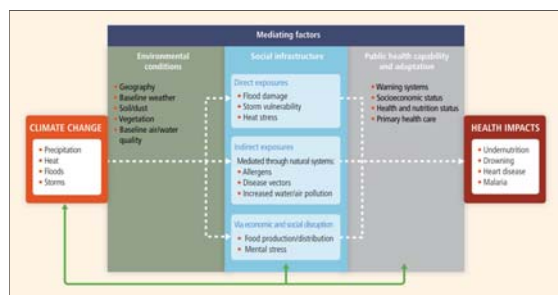 Mediating factors
Environmental
conditions
Social infrastructure
Public health capability
and adaptation
• Geography
• Baseline weather
• Soil/dust
• Vegetation
• Baseline air/water
quality
Direct exposures
• Flood damage
• Storm vulnerability
• Heat stress
• Warning systems
• Socioeconomic status
• Health and nutrition status
• Primary health care
CLIMATE CHANGE
• Precipitation
• Heat
• Floods
• Storms
Indirect exposures
Mediated through natural systems:
• Allergens
• Disease vectors
• Increased water/air pollution
HEALTH IMPACTS
• Undernutrition
• Drowning
• Heart disease
• Malaria
Via economic and social disruption
• Food production/distribution
• Mental stress